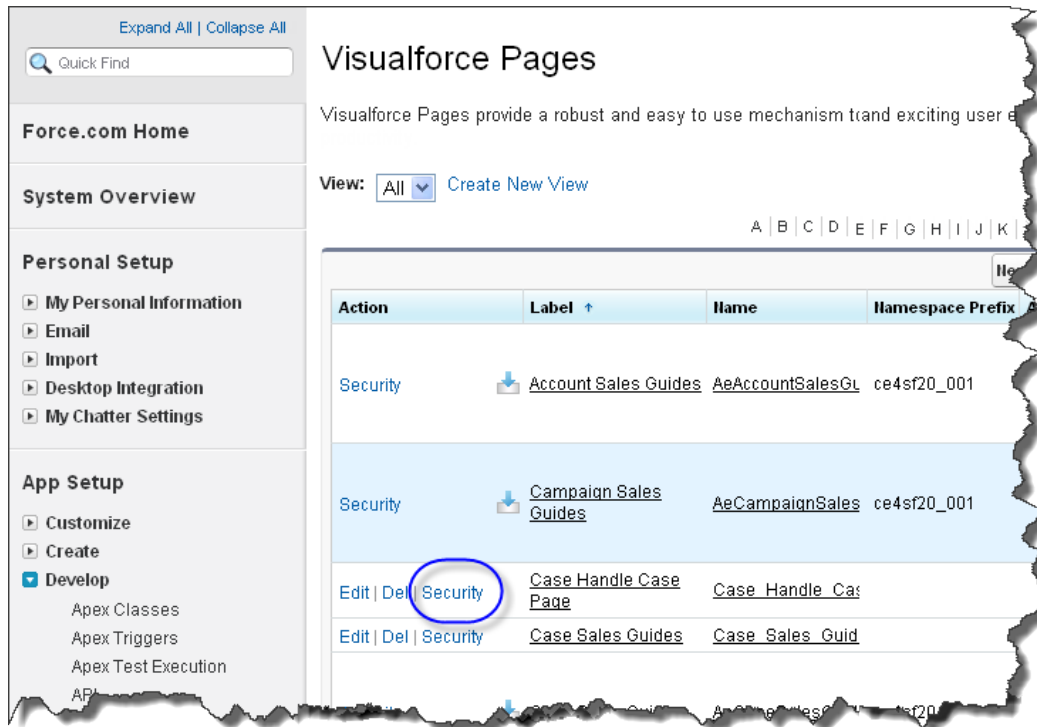 Expand All | Collapse All
Quick Find
Force.com Home
System Overview
Personal Setup
My Personal Information
Email
Import
Desktop Integration
My Chatter Settings
App Setup
Customize
Create
Develop
Apex Classes
Apex Triggers
Apex Test Execution
Visualforce Pages
Visualforce Pages provide a robust and easy to use mechanism and exciting user
View: All Create New View
A | B | C | D | E | F | G | H | I | J | K
Action Label Name Namespace Prefix
Security Account Sales Guides AeAccountSalesGu ce4sf20_001
Security Campaign Sales
Guides AeCampaignSales ce4sf20_001
Edit | Del | Security Case Handle Case
Page Case_Handle_Cas
Edit | Del | Security Case Sales Guides Case_Sales_Guid